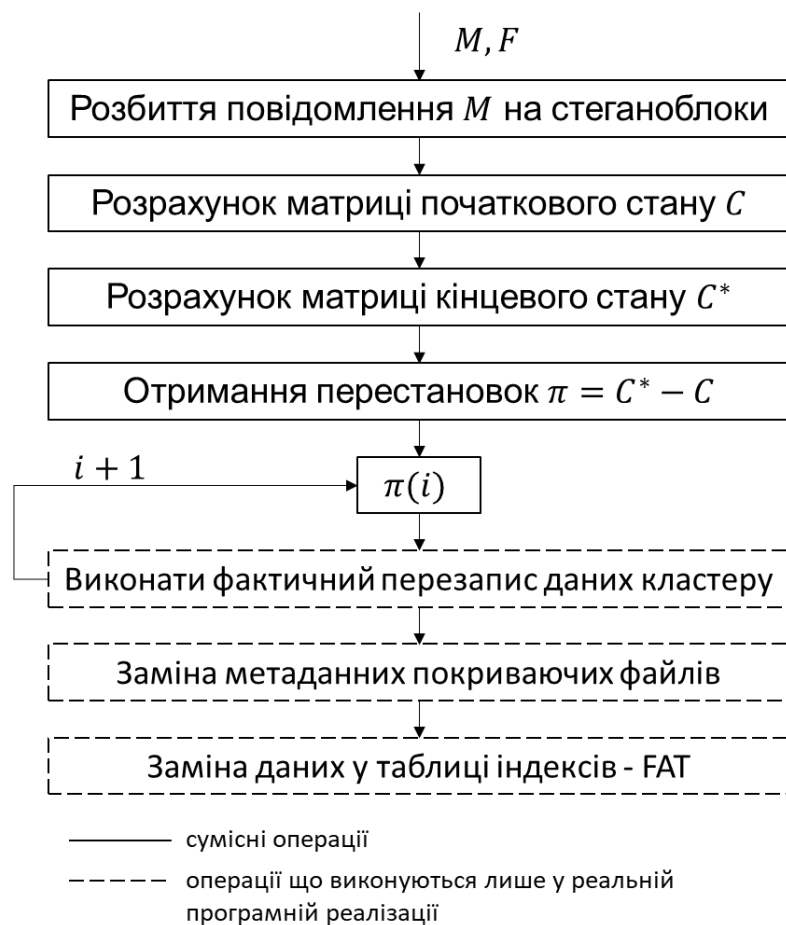 M, F
Розбиття повідомлення M на стеганоблоки
Розрахунок матриці початкового стану C
Розрахунок матриці кінцевого стану C*
Отримання перестановок π = C* − C
i + 1
π(i)
Виконати фактичний перезапис даних кластеру
Заміна метаданних покриваючих файлів
Заміна даних у таблиці індексів - FAT
сумісні операції
операції що виконуються лише у реальній
програмній реалізації